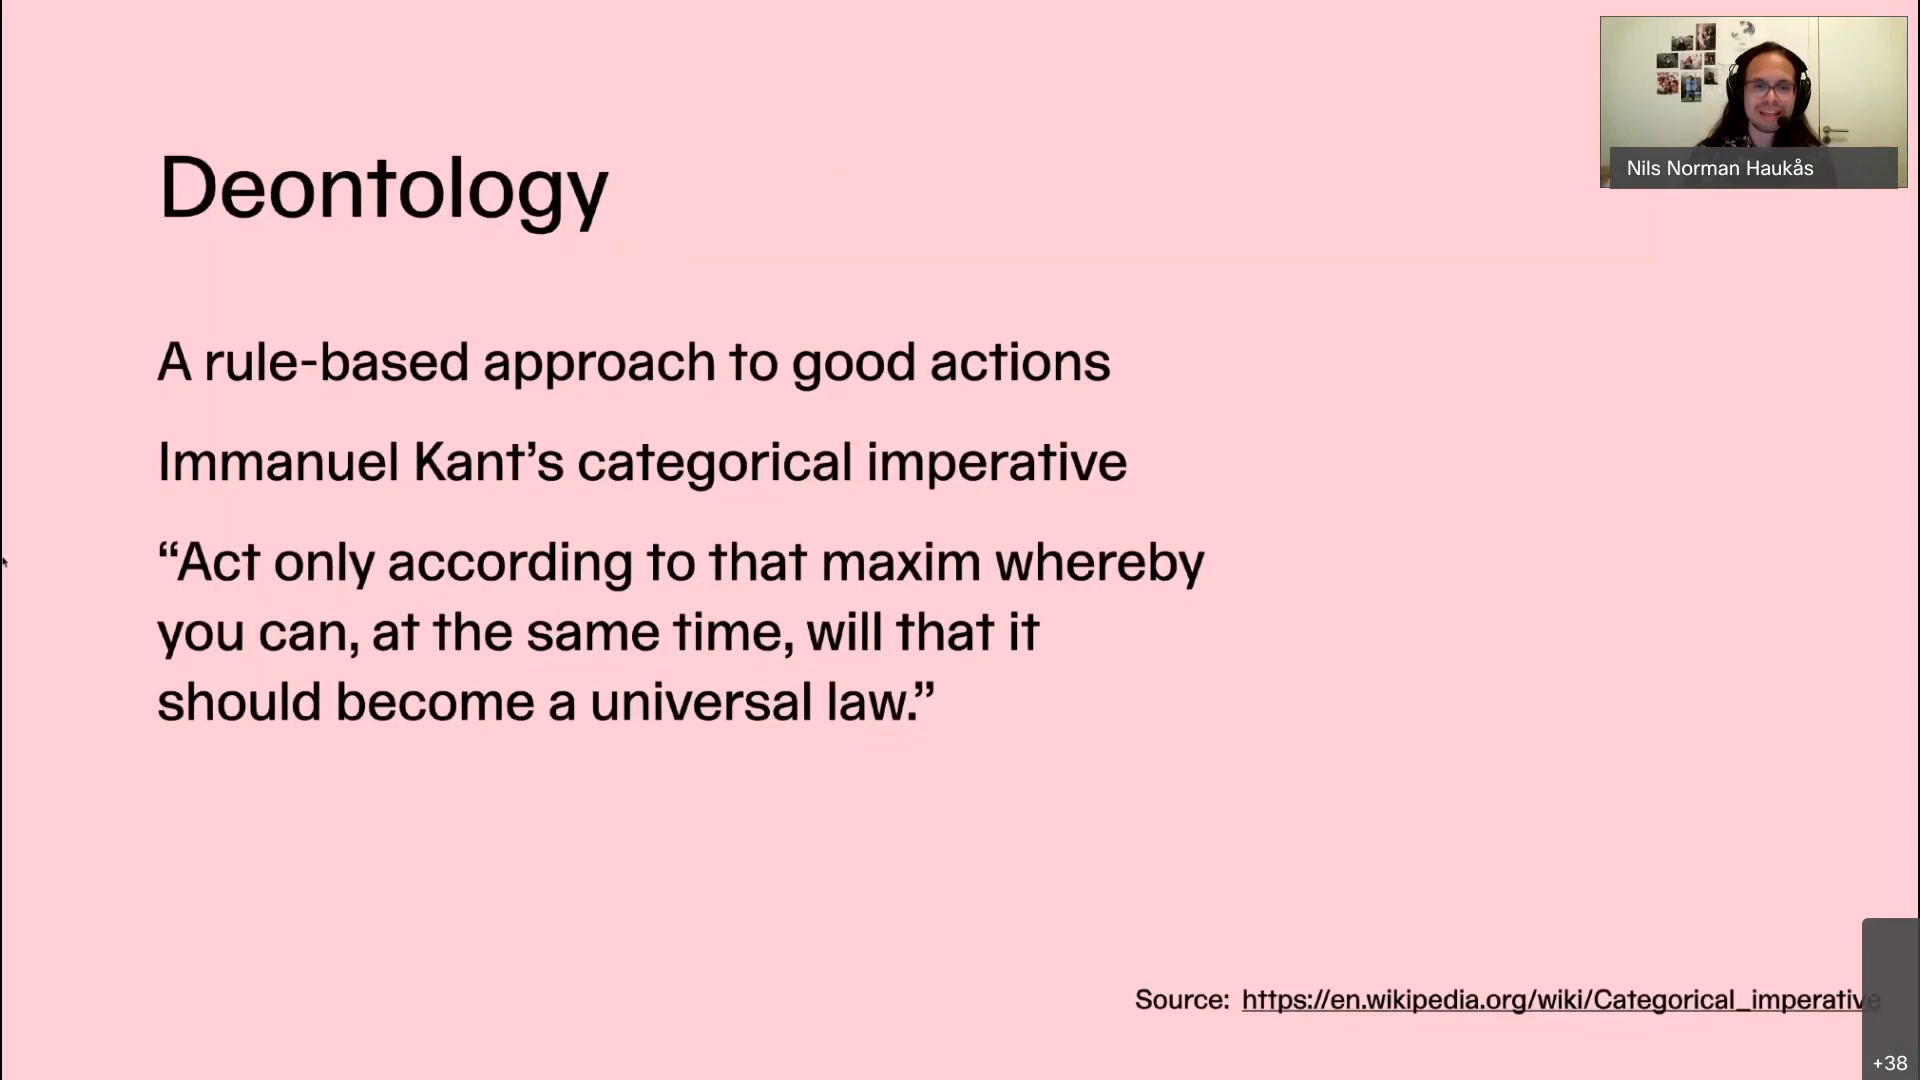 Nils Norman Haukås
Deontology
A rule-based approach to good actions
Immanuel Kant’s categorical imperative
“Act only according to that maxim whereby
you can, at the same time, will that it
should become a universal law.”
Source: https://en.wikipedia.org/wiki/Categorical_imperative
+38